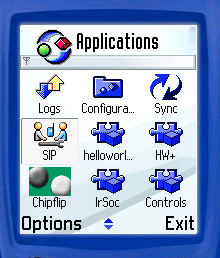 Applications
Logs Configura... Sync
SIP helloworl... HW+
Chipflip IrSoc Controls
Options Exit